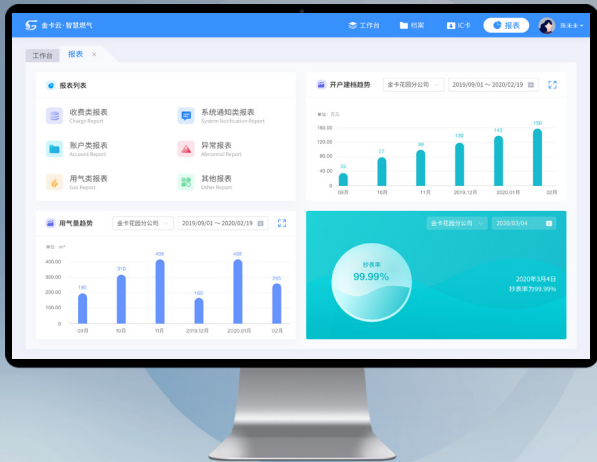 金卡云·智慧燃气
工作台
档案
IC卡
报表
工作台 报表 ×
报表列表
收费类报表
Charge Report
系统通知类报表
System Notification Report
账户类报表
Account Report
异常报表
Abnormal Report
用气类报表
Gas Report
其他报表
Other Report
开户建档趋势 金卡花园分公司 2019/09/01 ～ 2020/02/19
单位：万元
160.00
120.00
80.00
40.00
0
77
99
130
143
159
09月 10月 11月 2019.12月 2020.01月 02月
用气量趋势 金卡花园分公司 2019/09/01 ～ 2020/02/19
单位：m³
400.00
300.00
200.00
100.00
0
195
310
408
160
408
265
09月 10月 11月 2019.12月 2020.01月 02月
金卡花园分公司 2020/03/04
抄表率
99.99%
2020年3月4日
抄表率为99.99%